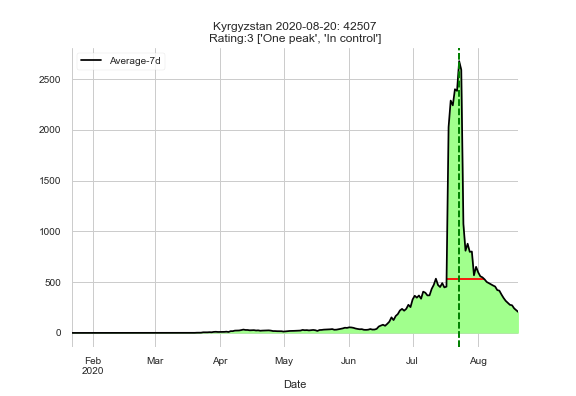 Kyrgyzstan 2020-08-20: 42507
Rating:3 ['One peak', 'In control']
Average-7d
2500
2000
1500
1000
500
0
Feb
2020
Mar
Apr
May
Jun
Jul
Aug
Date